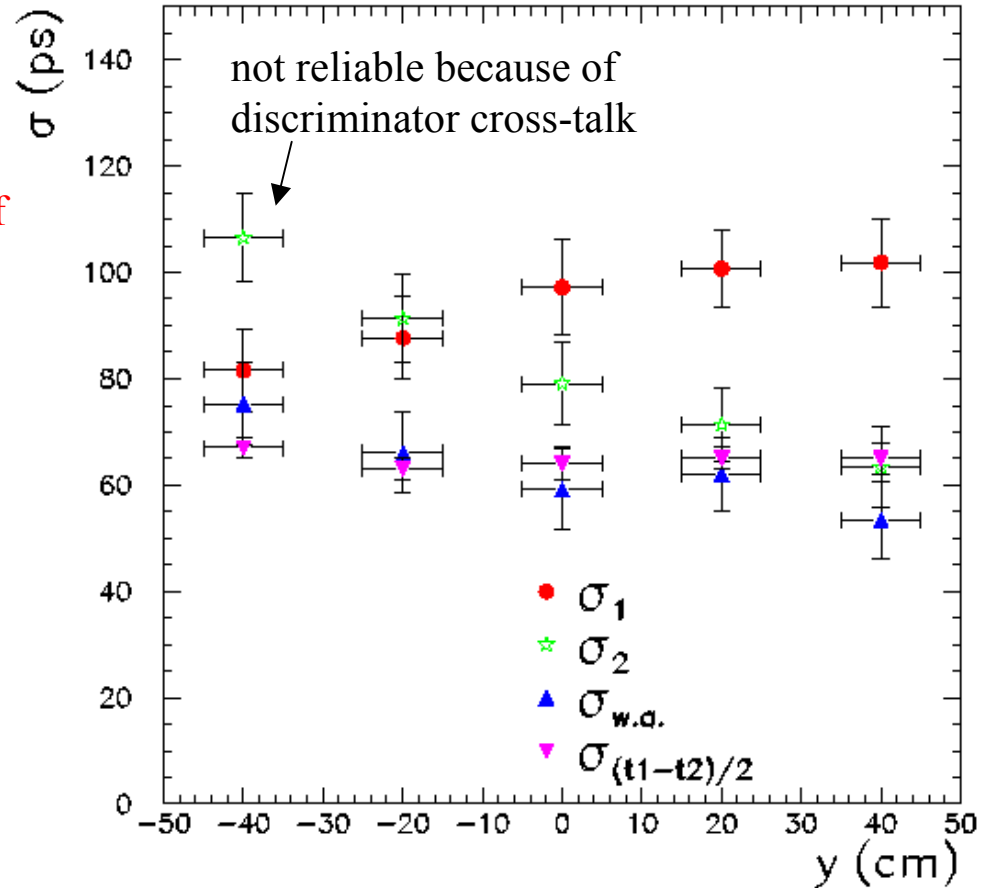 σ (ps)
not reliable because of
discriminator cross-talk
f
140
120
100
80
60
40
20
0
σ1
σ2
σw.a.
σ(t1−t2)/2
−50 −40 −30 −20 −10 0 10 20 30 40 50
y (cm)